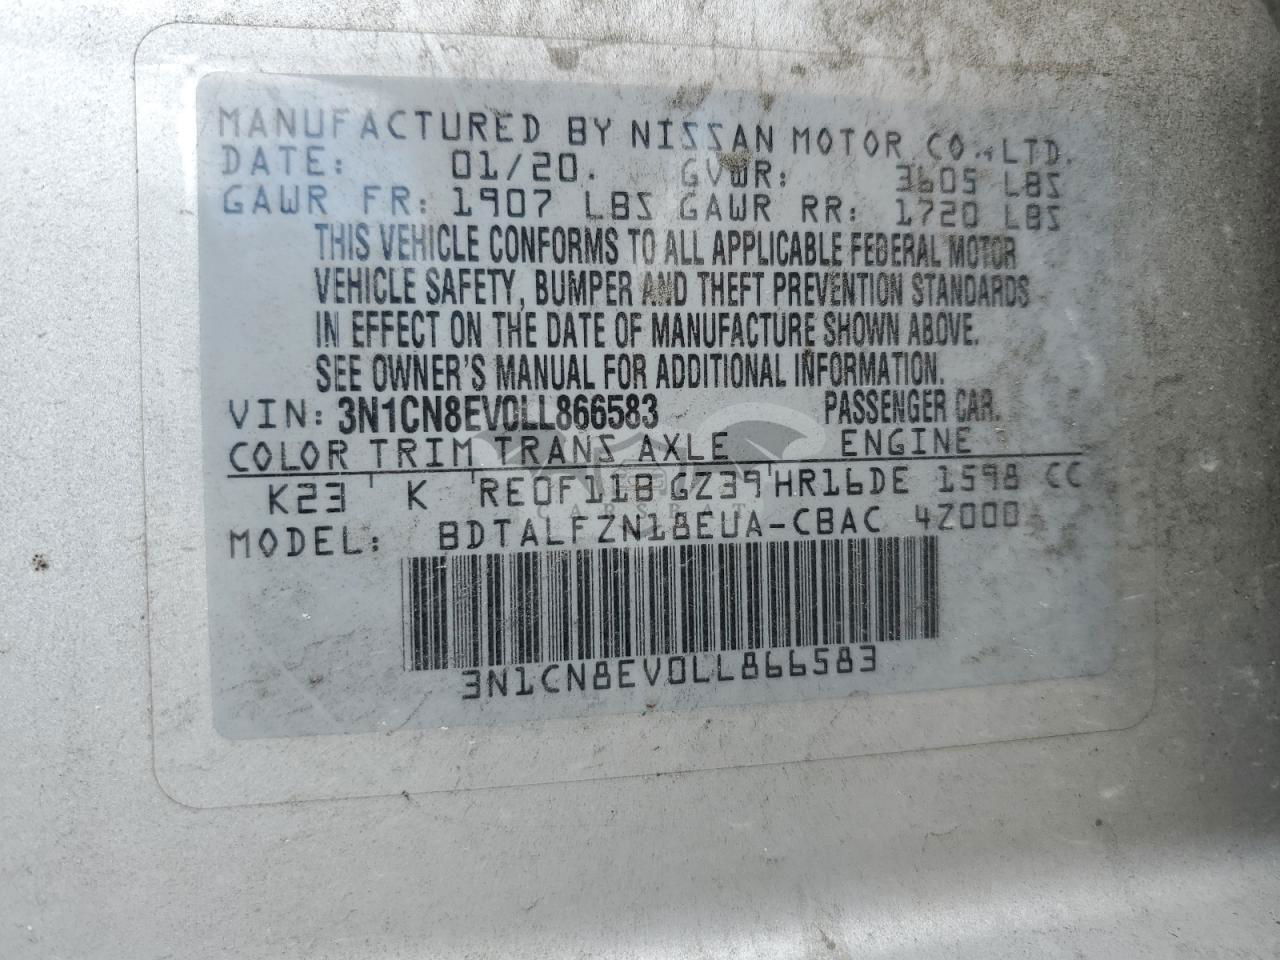 MANUFACTURED BY NISSAN MOTOR CO., LTD.
DATE: 01/20. GVWR: 3605 LBS
GAWR FR: 1907 LBS GAWR RR: 1720 LBS
THIS VEHICLE CONFORMS TO ALL APPLICABLE FEDERAL MOTOR
VEHICLE SAFETY, BUMPER AND THEFT PREVENTION STANDARDS
IN EFFECT ON THE DATE OF MANUFACTURE SHOWN ABOVE.
SEE OWNER'S MANUAL FOR ADDITIONAL INFORMATION.
VIN: 3N1CN8EV0LL866583 PASSENGER CAR.
COLOR TRIM TRANS AXLE ENGINE
K23 K RE0F11B GZ39 HR16DE 1598 CC
CARSBAT
MODEL: BDTALFZN18EUA-CBAC 4Z000
3N1CN8EV0LL866583